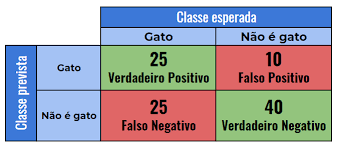 Classe esperada
Gato
Não é gato
Classe prevista
Gato
25
Verdadeiro Positivo
10
Falso Positivo
Não é gato
25
Falso Negativo
40
Verdadeiro Negativo